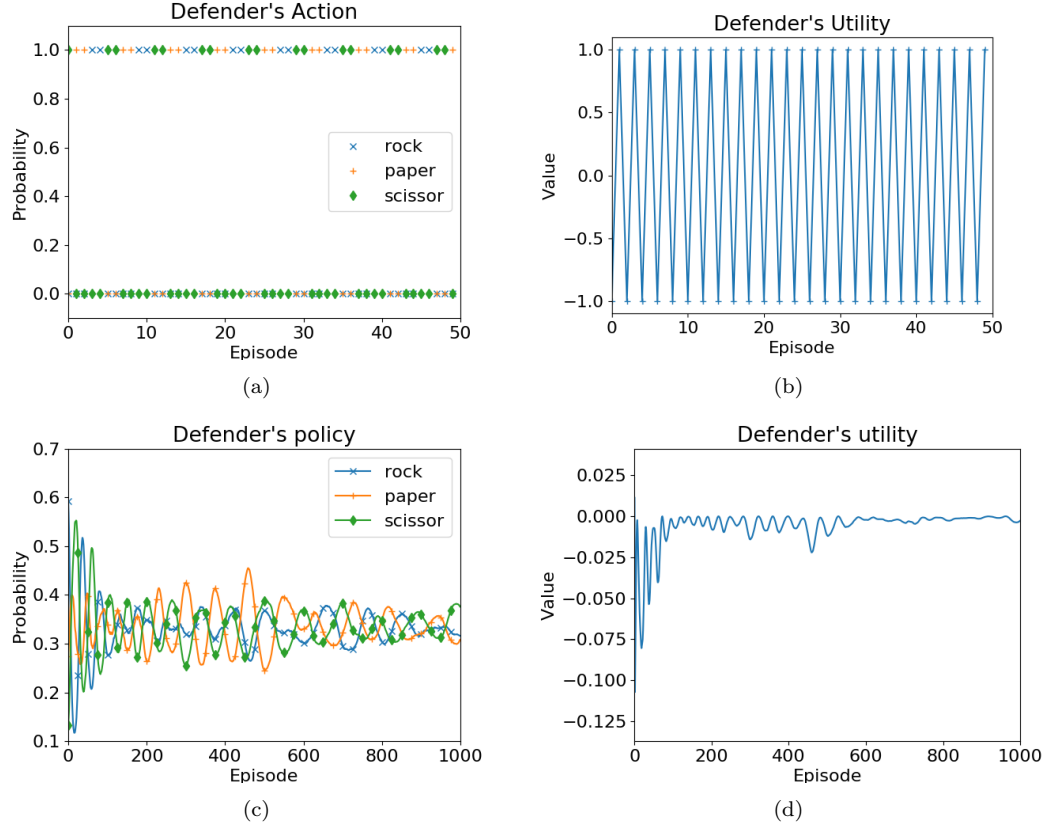 Defender's Action
Probability
1.0
0.8
0.6
0.4
0.2
0.0
rock
paper
scissor
0 10 20 30 40 50
Episode
(a)
Defender's Utility
Value
1.0
0.5
0.0
−0.5
−1.0
0 10 20 30 40 50
Episode
(b)
Defender's policy
Probability
0.7
0.6
0.5
0.4
0.3
0.2
0.1
rock
paper
scissor
0 200 400 600 800 1000
Episode
(c)
Defender's utility
Value
0.025
0.000
−0.025
−0.050
−0.075
−0.100
−0.125
0 200 400 600 800 1000
Episode
(d)